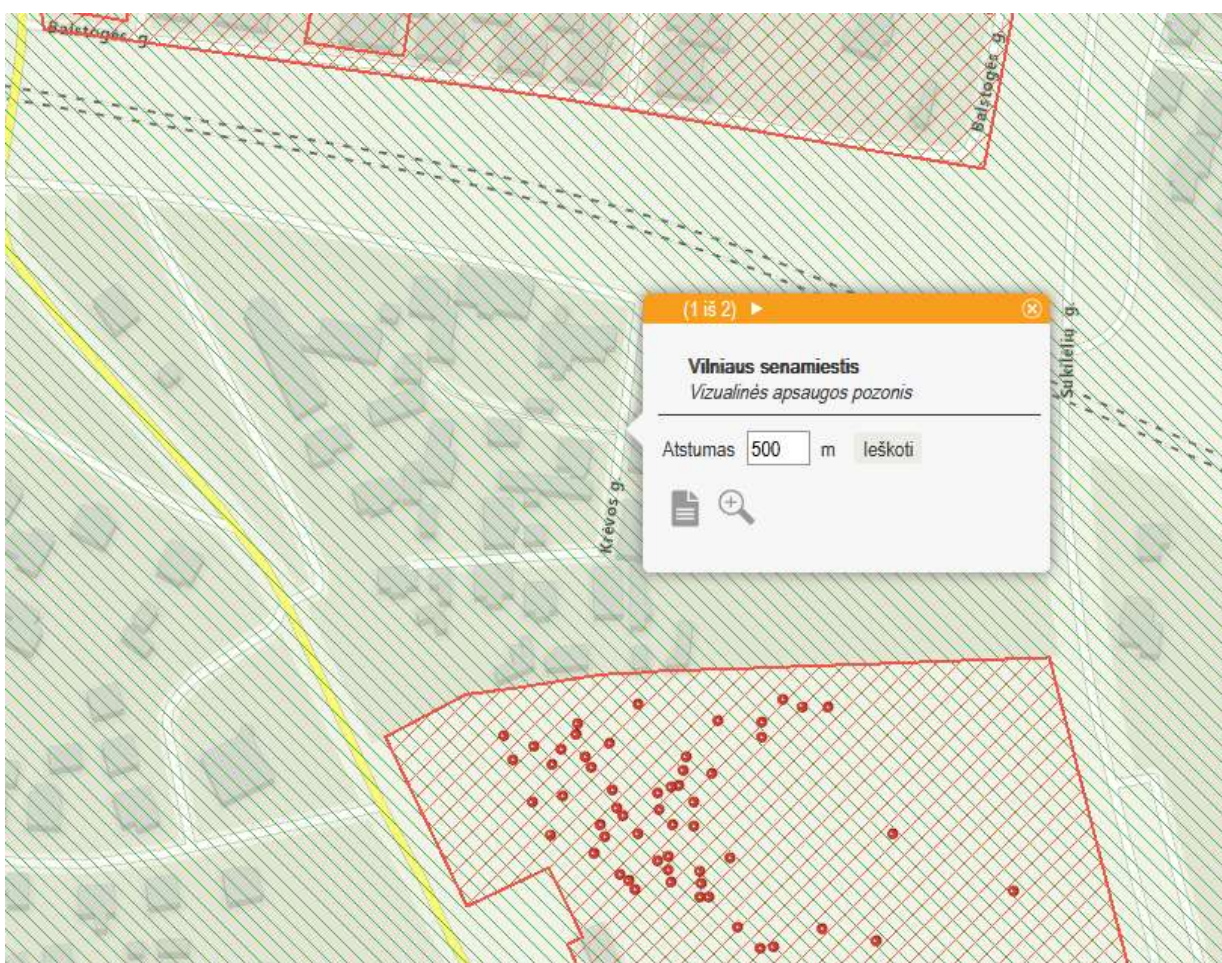 Balstogės g.
Balstogės g.
(1 iš 2)
Vilniaus senamiestis
Vizualinės apsaugos pozonis
Atstumas 500 m Ieškoti
Sukilėlių g.
Krėvos g.